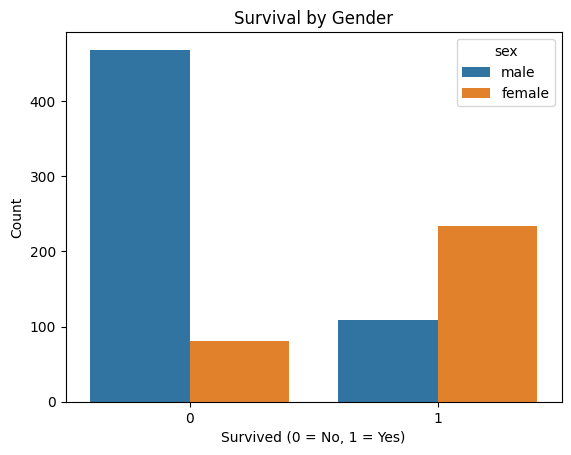 Survival by Gender
sex
male
female
400
300
200
100
0
Count
0
1
Survived (0 = No, 1 = Yes)